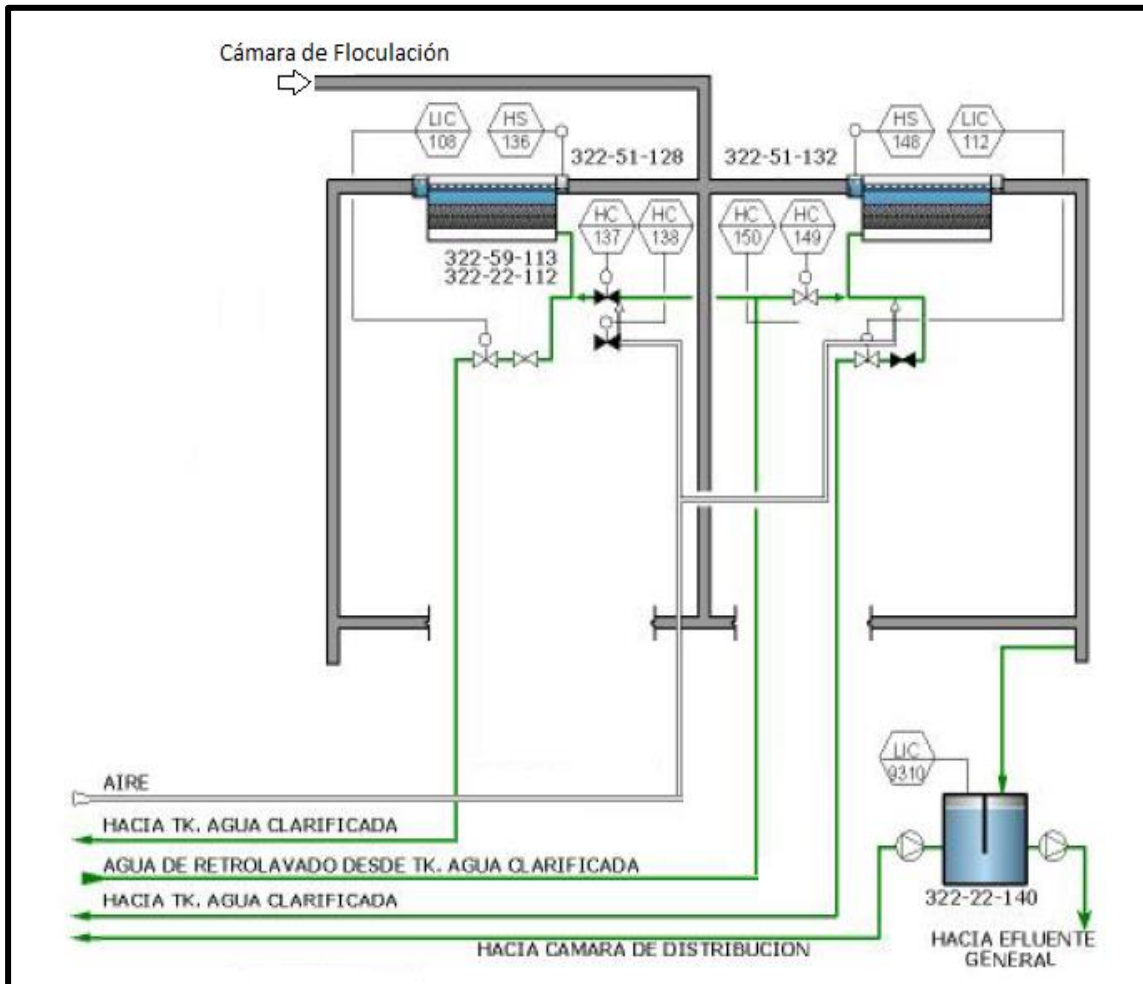 Cámara de Floculación
LIC
108
HS
136
322-51-128
322-51-132
HS
148
LIC
112
HC
137
HC
138
HC
150
HC
149
322-59-113
322-22-112
AIRE
HACIA TK. AGUA CLARIFICADA
AGUA DE RETROLAVADO DESDE TK. AGUA CLARIFICADA
HACIA TK. AGUA CLARIFICADA
HACIA CAMARA DE DISTRIBUCION
LIC
9310
322-22-140
HACIA EFLUENTE
GENERAL